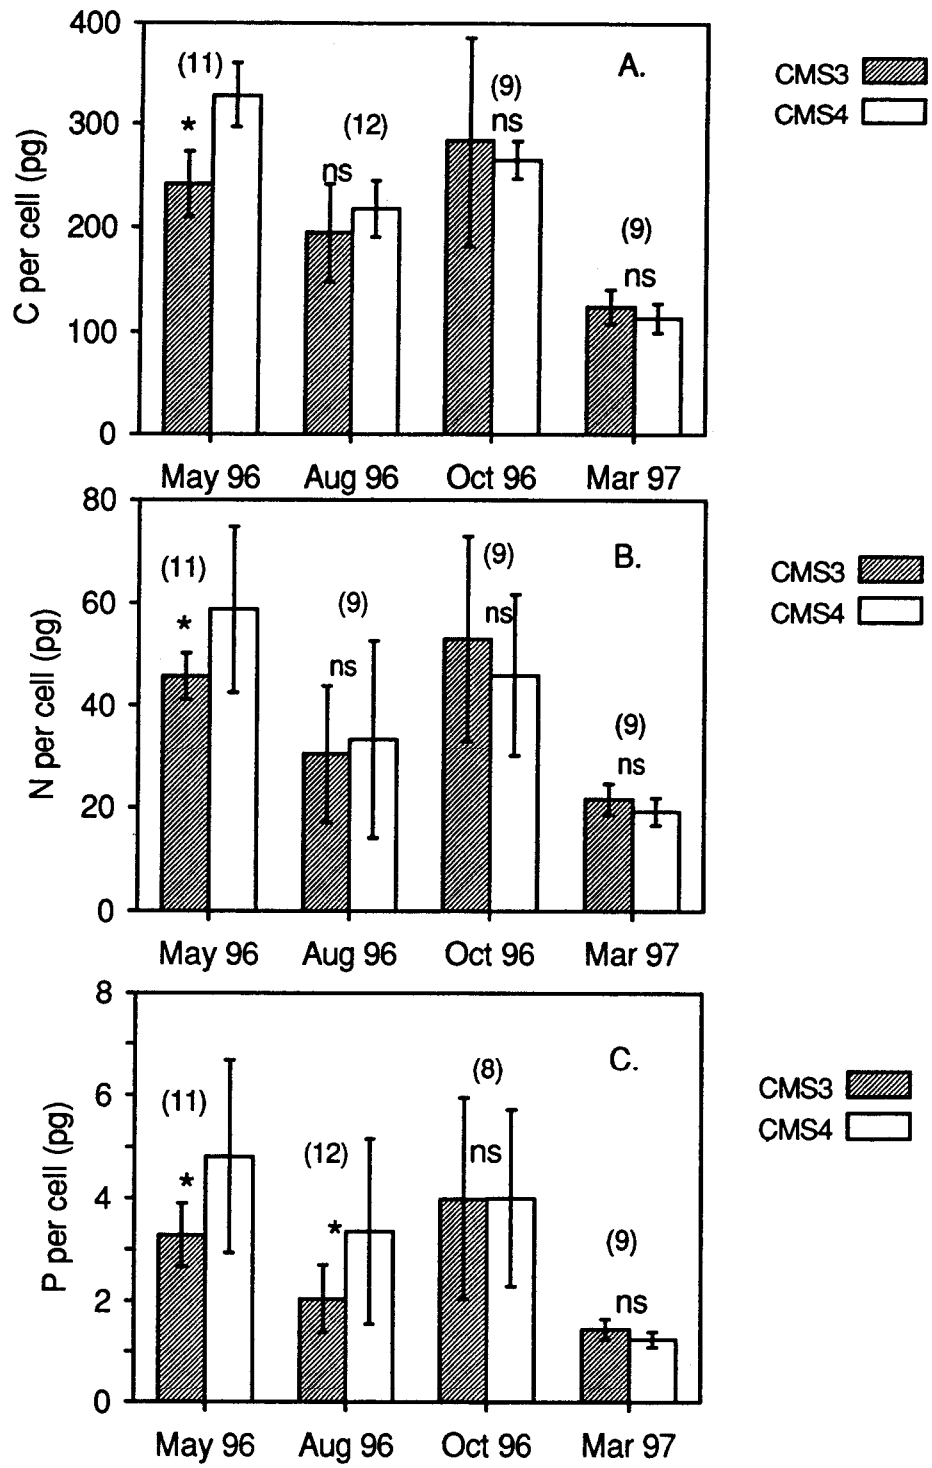 400
300
200
100
0
C per cell (pg)
(11)
*
ns
(12)
(9)
ns
(9)
ns
A.
CMS3
CMS4
May 96 Aug 96 Oct 96 Mar 97
80
60
40
20
0
N per cell (pg)
(11)
*
(9)
ns
(9)
ns
(9)
ns
B.
CMS3
CMS4
May 96 Aug 96 Oct 96 Mar 97
8
6
4
2
0
P per cell (pg)
(11)
*
(12)
*
(8)
ns
(9)
ns
C.
CMS3
CMS4
May 96 Aug 96 Oct 96 Mar 97